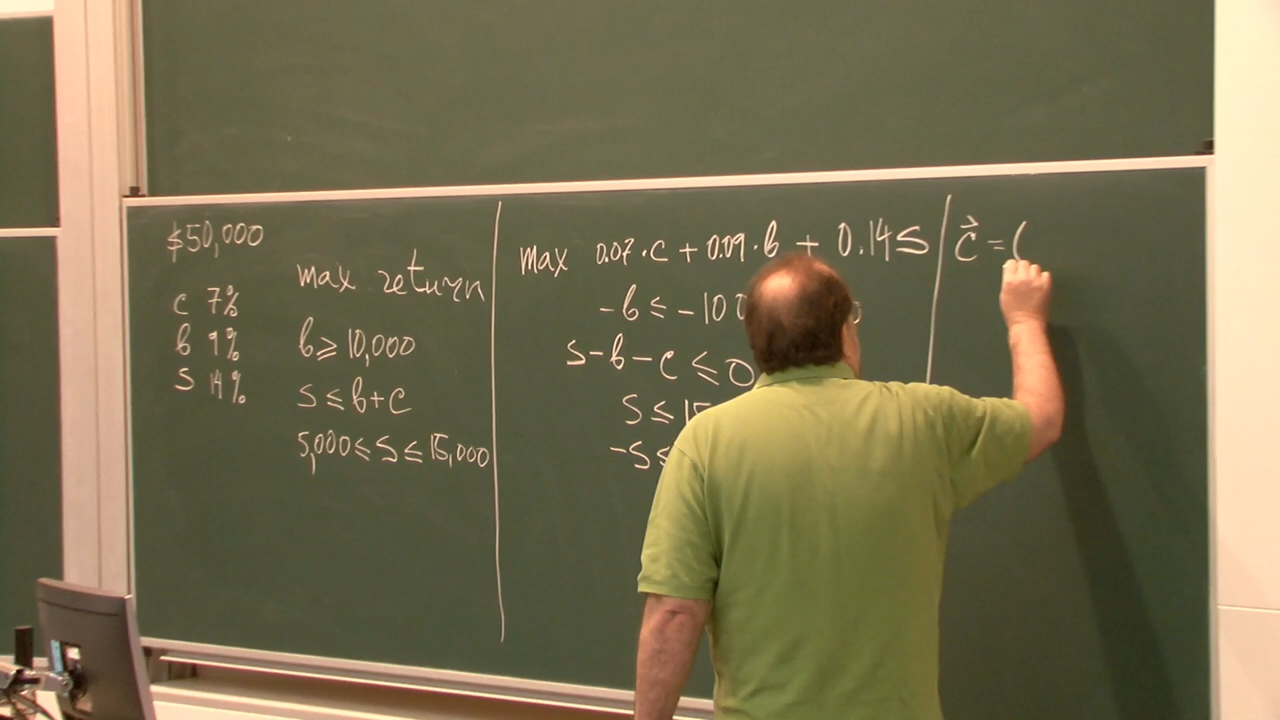 $50,000
c 7%
b 9%
s 14%
max return
b ≥ 10,000
s ≤ b+c
5,000 ≤ s ≤ 15,000
max 0.07·c + 0.09·b + 0.14s
-b ≤ -10
s-b-c ≤ 0
s ≤ 15
-s ≤
c⃗ = (